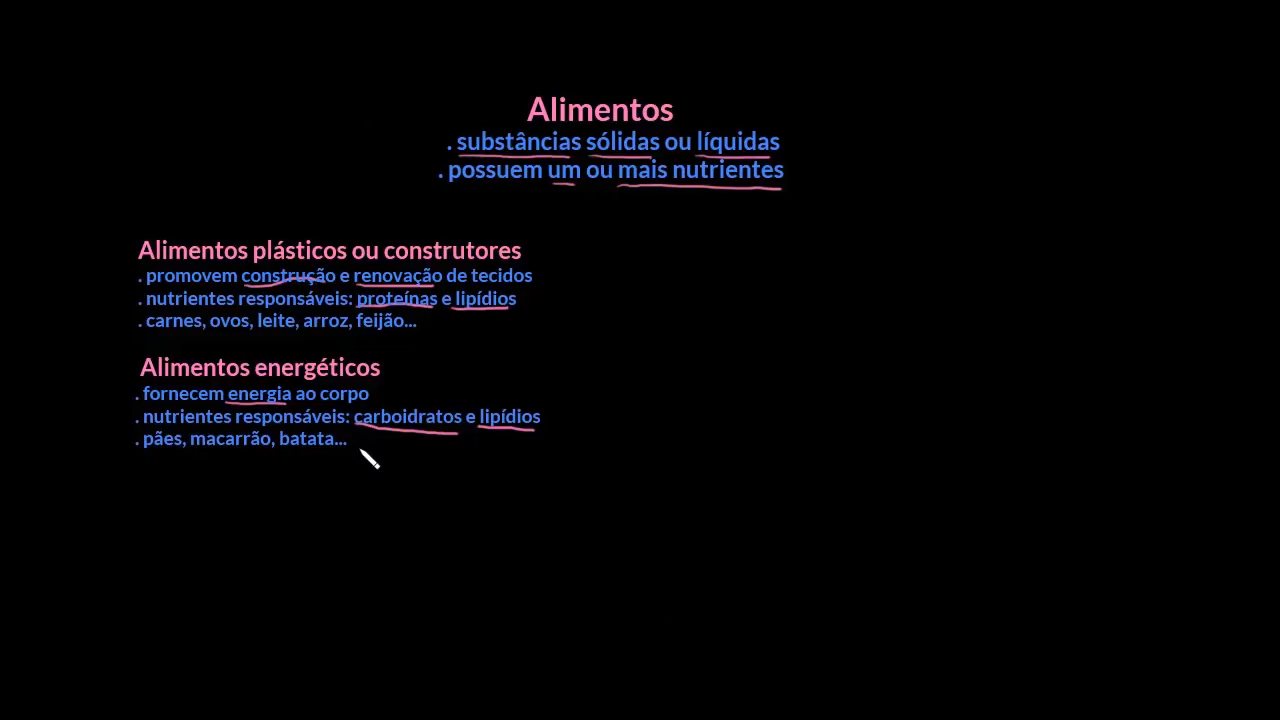 Alimentos
. substâncias sólidas ou líquidas
. possuem um ou mais nutrientes
Alimentos plásticos ou construtores
. promovem construção e renovação de tecidos
. nutrientes responsáveis: proteínas e lipídios
. carnes, ovos, leite, arroz, feijão...
Alimentos energéticos
. fornecem energia ao corpo
. nutrientes responsáveis: carboidratos e lipídios
. pães, macarrão, batata...